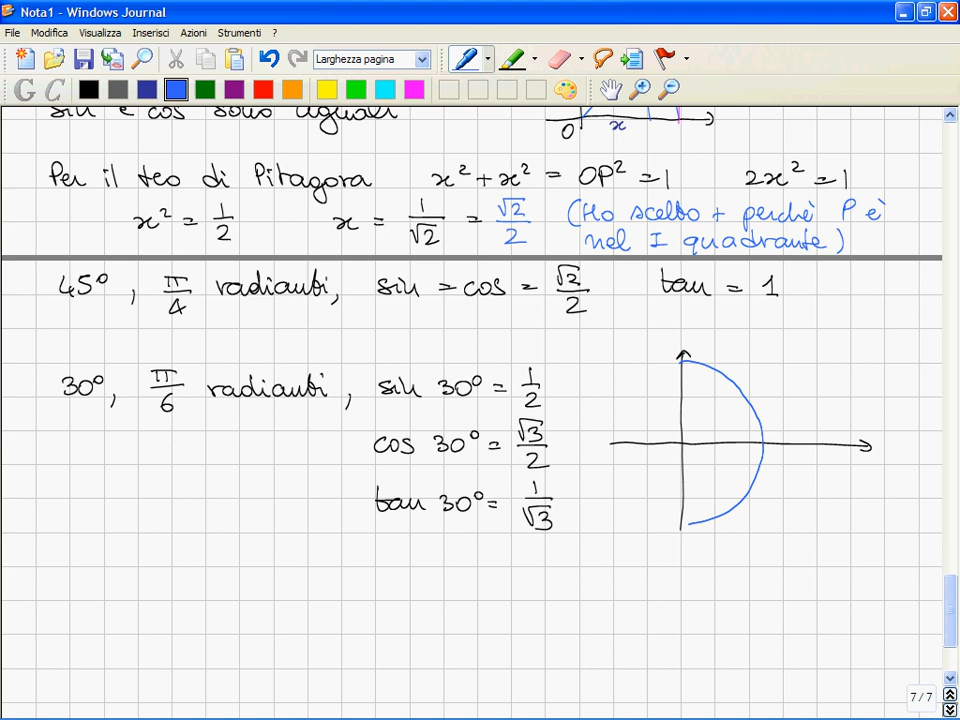 Nota1 - Windows Journal
File Modifica Visualizza Inserisci Azioni Strumenti ?
Larghezza pagina
G C
sin e cos sono uguali
O x
Per il teo di Pitagora x² + x² = OP² = 1 2x² = 1
x² = 1/2 x = 1/√2 = √2/2 (Ho scelto + perchè P è
nel I quadrante)
45°, π/4 radianti, sin = cos = √2/2 tan = 1
30°, π/6 radianti, sin 30° = 1/2
cos 30° = √3/2
tan 30° = 1/√3
7 / 7